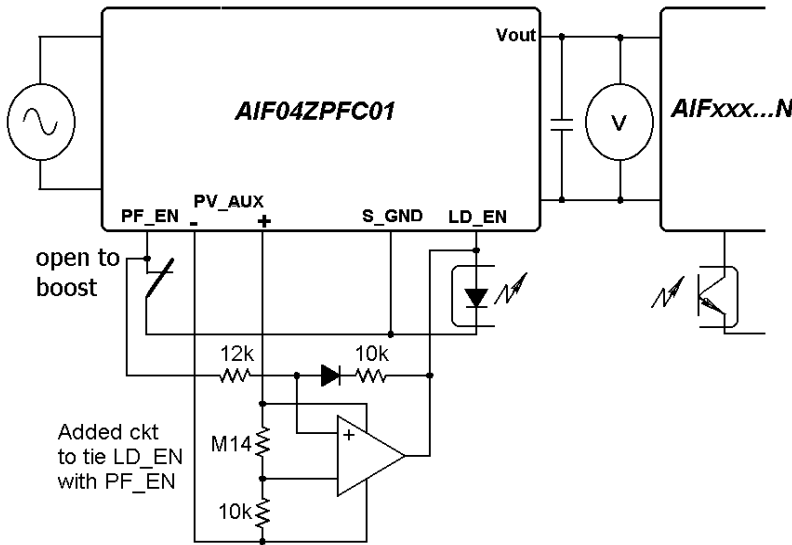 Vout
AIF04ZPFC01
V
AIFxxx...N
PV_AUX
PF_EN
-
+
S_GND
LD_EN
open to
boost
12k
10k
Added ckt
to tie LD_EN
with PF_EN
M14
+
10k